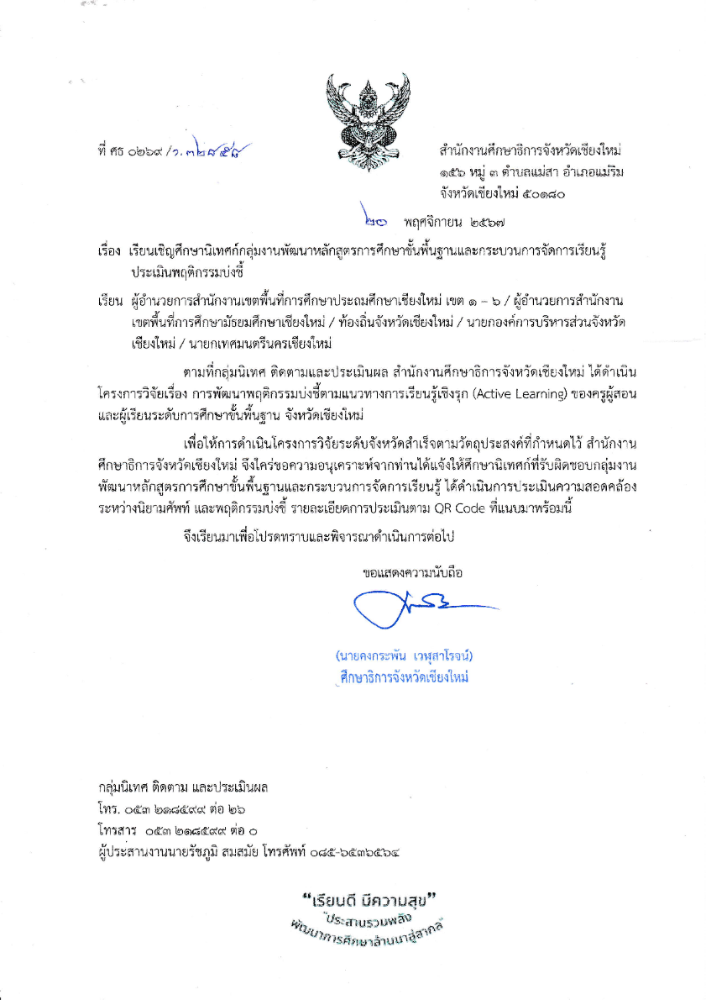 ที่ ศธ ๐๒๖๙ /ว.๓๒๘๕๘
สำนักงานศึกษาธิการจังหวัดเชียงใหม่
๑๕๖ หมู่ ๓ ตำบลแม่สา อำเภอแม่ริม
จังหวัดเชียงใหม่ ๕๐๑๘๐
๒๐ พฤศจิกายน ๒๕๖๗
เรื่อง เรียนเชิญศึกษานิเทศก์กลุ่มงานพัฒนาหลักสูตรการศึกษาขั้นพื้นฐานและกระบวนการจัดการเรียนรู้
ประเมินพฤติกรรมบ่งชี้
เรียน ผู้อำนวยการสำนักงานเขตพื้นที่การศึกษาประถมศึกษาเชียงใหม่ เขต ๑ – ๖ / ผู้อำนวยการสำนักงาน
เขตพื้นที่การศึกษามัธยมศึกษาเชียงใหม่ / ท้องถิ่นจังหวัดเชียงใหม่ / นายกองค์การบริหารส่วนจังหวัด
เชียงใหม่ / นายกเทศมนตรีนครเชียงใหม่
ตามที่กลุ่มนิเทศ ติดตามและประเมินผล สำนักงานศึกษาธิการจังหวัดเชียงใหม่ ได้ดำเนิน
โครงการวิจัยเรื่อง การพัฒนาพฤติกรรมบ่งชี้ตามแนวทางการเรียนรู้เชิงรุก (Active Learning) ของครูผู้สอน
และผู้เรียนระดับการศึกษาขั้นพื้นฐาน จังหวัดเชียงใหม่
เพื่อให้การดำเนินโครงการวิจัยระดับจังหวัดสำเร็จตามวัตถุประสงค์ที่กำหนดไว้ สำนักงาน
ศึกษาธิการจังหวัดเชียงใหม่ จึงใคร่ขอความอนุเคราะห์จากท่านได้แจ้งให้ศึกษานิเทศก์ที่รับผิดชอบกลุ่มงาน
พัฒนาหลักสูตรการศึกษาขั้นพื้นฐานและกระบวนการจัดการเรียนรู้ ได้ดำเนินการประเมินความสอดคล้อง
ระหว่างนิยามศัพท์ และพฤติกรรมบ่งชี้ รายละเอียดการประเมินตาม QR Code ที่แนบมาพร้อมนี้
จึงเรียนมาเพื่อโปรดทราบและพิจารณาดำเนินการต่อไป
ขอแสดงความนับถือ
(นายคงกระพัน เวฬุสาโรจน์)
ศึกษาธิการจังหวัดเชียงใหม่
กลุ่มนิเทศ ติดตาม และประเมินผล
โทร. ๐๕๓ ๒๑๘๕๙๙ ต่อ ๒๖
โทรสาร ๐๕๓ ๒๑๘๕๙๙ ต่อ ๐
ผู้ประสานงานนายรัชภูมิ สมสมัย โทรศัพท์ ๐๘๕-๖๕๓๖๕๖๔
“เรียนดี มีความสุข”
“ประสานรวมพลัง
พัฒนาการศึกษาล้านนาสู่สากล”